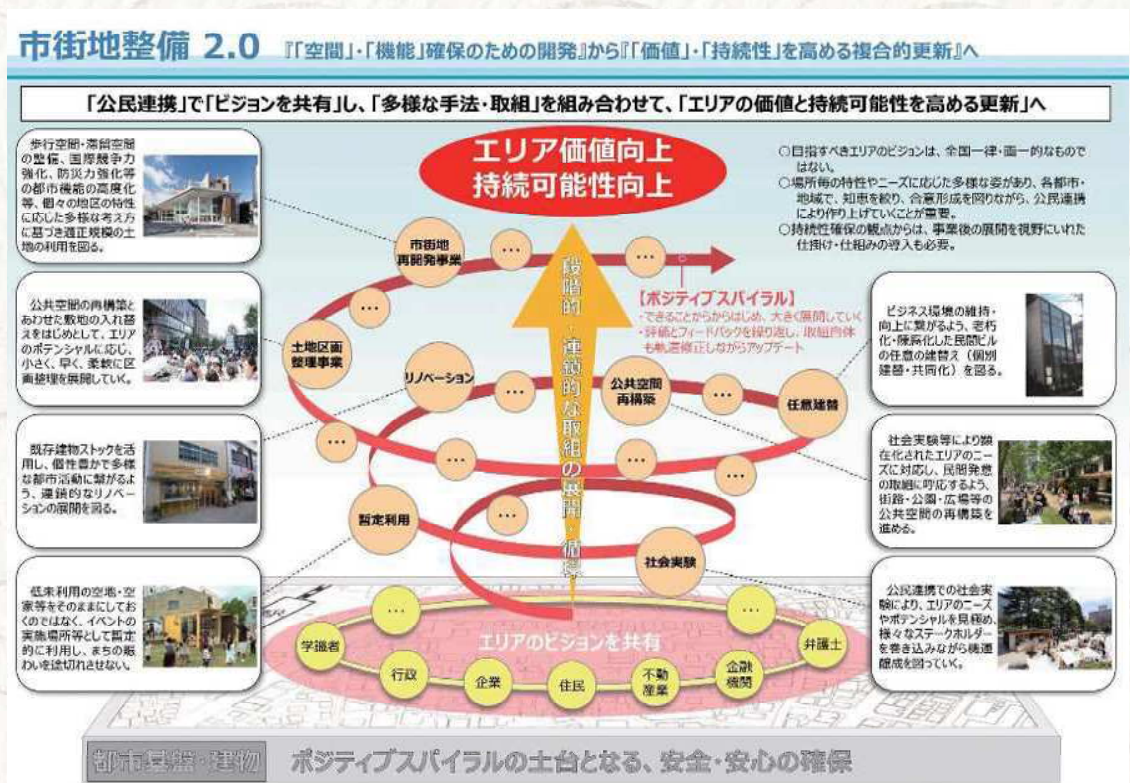 市街地整備 2.0 『「空間」・「機能」確保のための開発』から『「価値」・「持続性」を高める複合的更新』へ
「公民連携」で「ビジョンを共有」し、「多様な手法・取組」を組み合わせて、「エリアの価値と持続可能性を高める更新」へ
歩行空間・滞留空間
の整備、国際競争力
強化、防災力強化等
の都市機能の高度化
等、個々の地区の特性
に応じた多様な考え方
に基づき適正規模の土
地の利用を図る。
公共空間の再構築と
あわせた敷地の入れ替
えをはじめとして、エリア
のポテンシャルに応じ、
小さく、早く、柔軟に区
画整理を展開していく。
既存建物ストックを活
用し、個性豊かで多様
な都市活動に繋がるよ
う、連鎖的なリノベー
ションの展開を図る。
低未利用の空地・空
家等をそのままにしてお
くのではなく、イベントの
実施場所等として暫定
的に利用し、まちの賑
わいを途切れさせない。
エリア価値向上
持続可能性向上
○目指すべきエリアのビジョンは、全国一律・画一的なもので
はない。
○場所毎の特性やニーズに応じた多様な姿があり、各都市・
地域で、知恵を絞り、合意形成を図りながら、公民連携
により作り上げていくことが重要。
○持続性確保の観点からは、事業後の展開を視野にいれた
仕掛け・仕組みの導入も必要。
市街地
再開発事業
…
…
…
【ポジティブスパイラル】
・できることからからはじめ、大きく展開していく
・評価とフィードバックを繰り返し、取組自体
も軌道修正しながらアップデート
土地区画
整理事業
リノベーション
…
公共空間
再構築
…
任意建替
…
…
…
…
暫定利用
…
社会実験
段階的・連鎖的な取組の展開・循環
ビジネス環境の維持・
向上に繋がるよう、老朽
化・陳腐化した民間ビル
の任意の建替え（個別
建替・共同化）を図る。
社会実験等により顕
在化されたエリアのニー
ズに対応し、民間発意
の取組に呼応するよう、
街路・公園・広場等の
公共空間の再構築を
進める。
公民連携での社会実
験により、エリアのニーズ
やポテンシャルを見極め、
様々なステークホルダー
を巻き込みながら機運
醸成を図っていく。
…
…
エリアのビジョンを共有
学識者
行政
企業
住民
不動
産業
金融
機関
弁護士
都市基盤・建物
ポジティブスパイラルの土台となる、安全・安心の確保